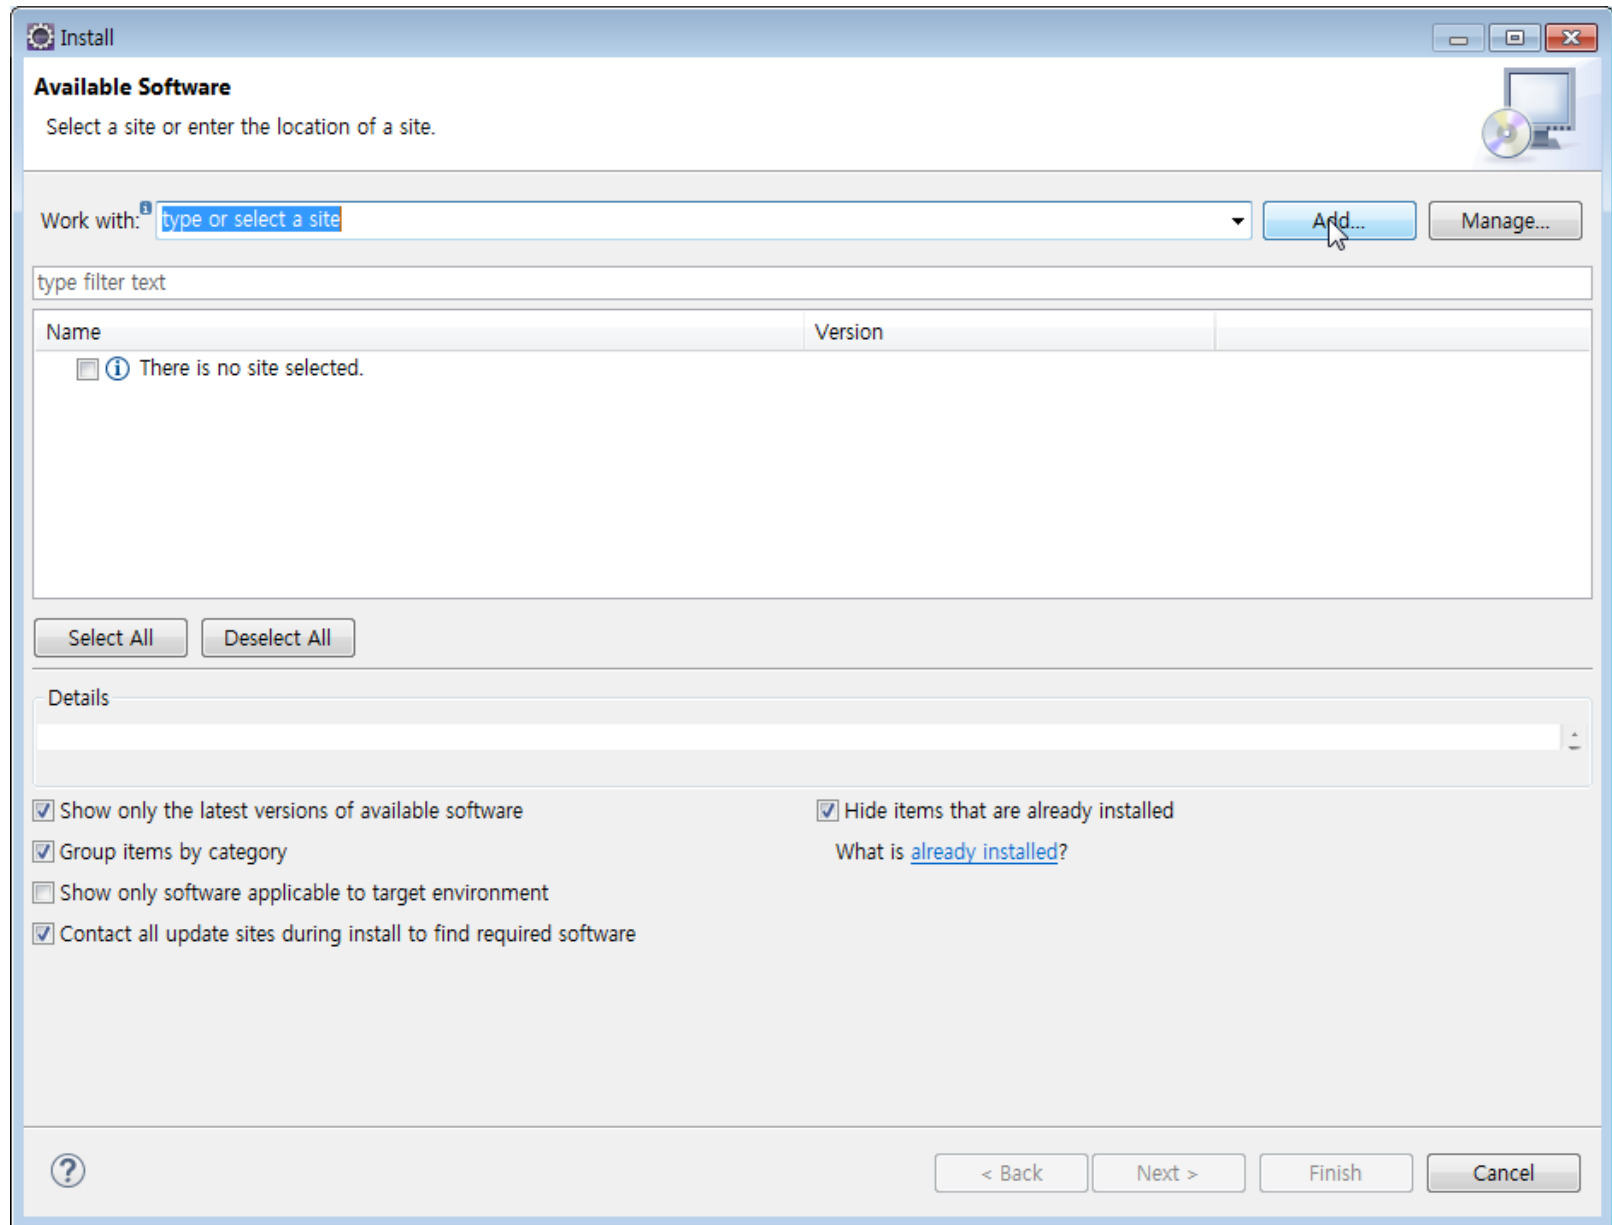 Install
Available Software
Select a site or enter the location of a site.
Work with: type or select a site Add... Manage...
type filter text
Name Version
There is no site selected.
Select All Deselect All
Details
Show only the latest versions of available software Hide items that are already installed
Group items by category What is already installed?
Show only software applicable to target environment
Contact all update sites during install to find required software
< Back Next > Finish Cancel